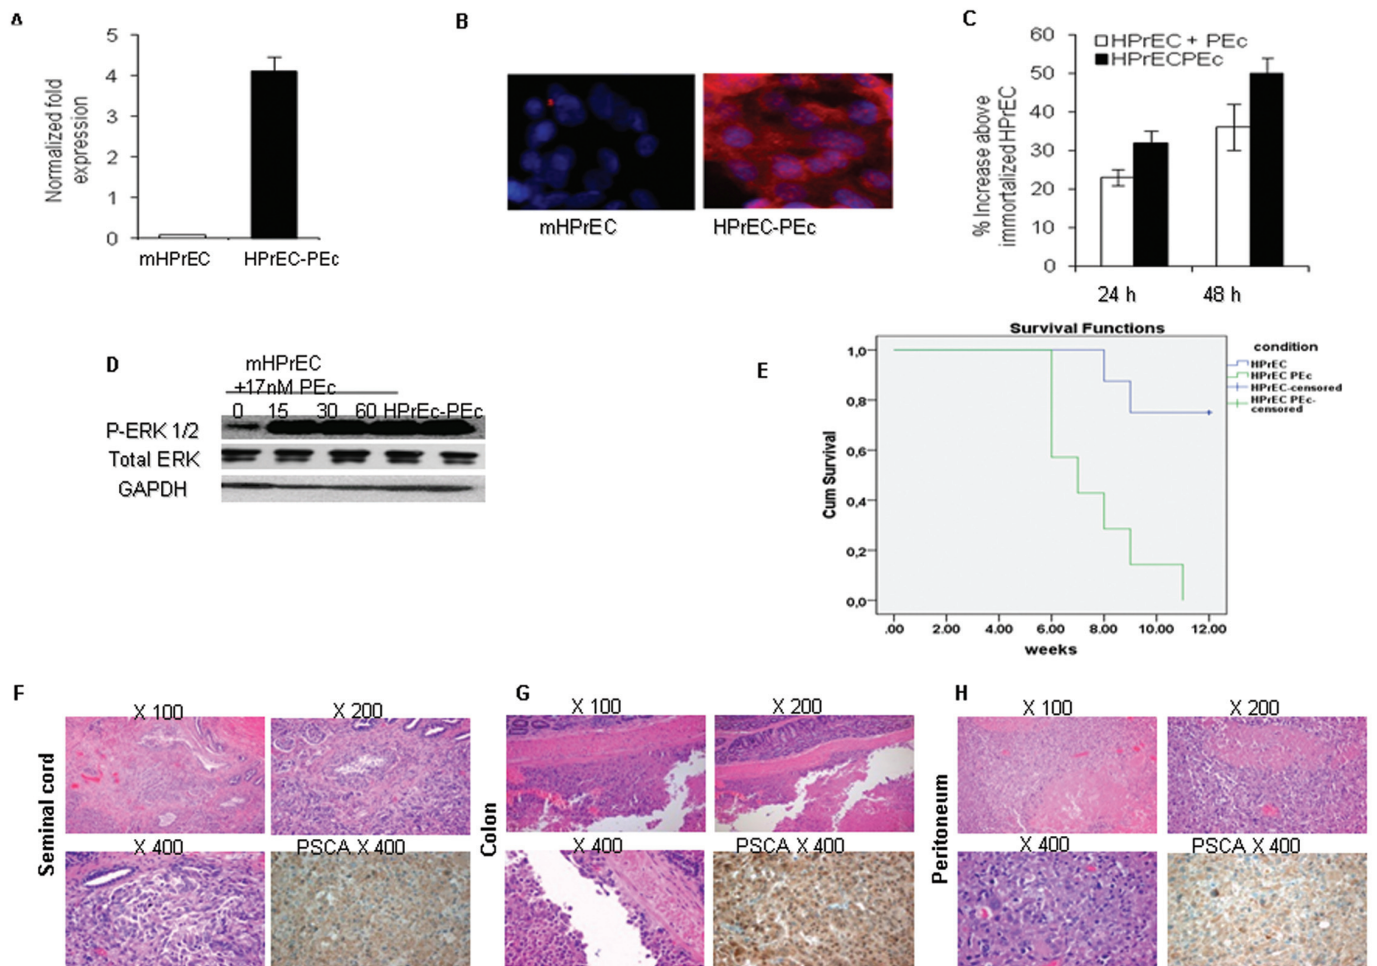 A
Normalized fold
expression
5
4
3
2
1
0
mHPrEC
HPrEC-PEc
B
mHPrEC
HPrEC-PEc
C
% Increase above
immortalized HPrEC
60
50
40
30
20
10
0
HPrEC + PEc
HPrECPEc
24 h
48 h
D
mHPrEC
+17nM PEc
0 15 30 60 HPrEc-PEc
P-ERK 1/2
Total ERK
GAPDH
E
Survival Functions
Cum Survival
1,0
0,8
0,6
0,4
0,2
0,0
.00 2.00 4.00 6.00 8.00 10.00 12.00
weeks
condition
HPrEC
HPrEC PEc
HPrEC-censored
HPrEC PEc-
censored
F
Seminal cord
X 100
X 200
X 400
PSCA X 400
G
Colon
X 100
X 200
X 400
PSCA X 400
H
Peritoneum
X 100
X 200
X 400
PSCA X 400